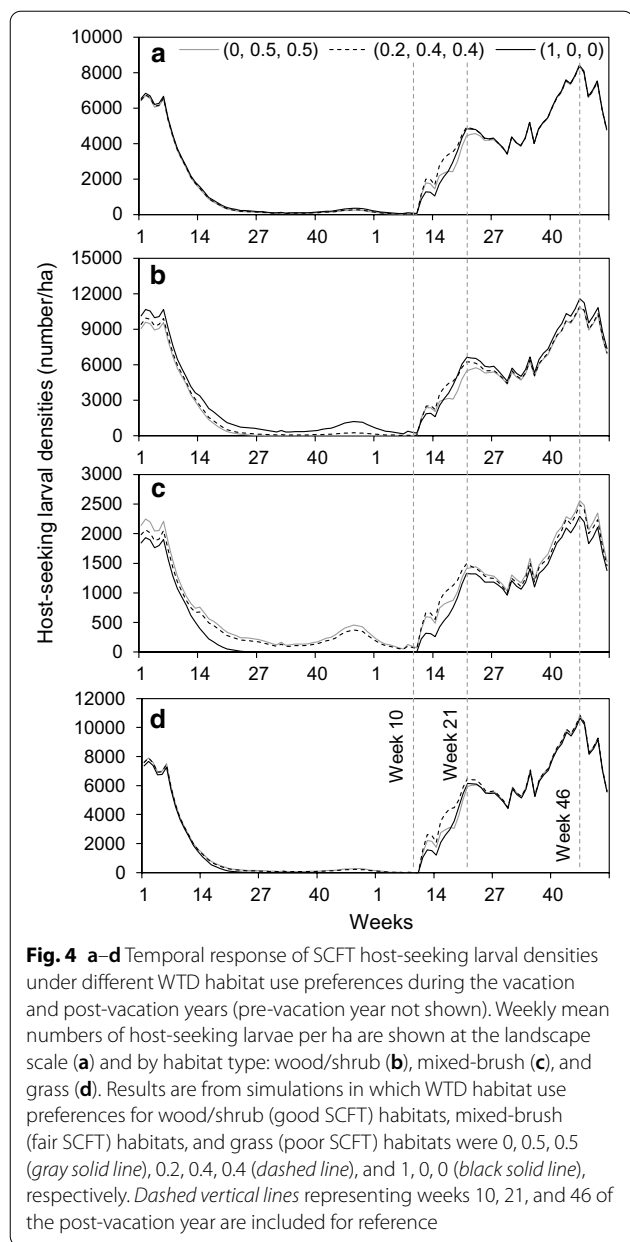 a (0, 0.5, 0.5) (0.2, 0.4, 0.4) (1, 0, 0)
10000
8000
6000
4000
2000
0
1 14 27 40 1 14 27 40
b
15000
12000
9000
6000
3000
0
1 14 27 40 1 14 27 40
Host-seeking larval densities (number/ha)
c
3000
2500
2000
1500
1000
500
0
1 14 27 40 1 14 27 40
d
12000
10000
8000
6000
4000
2000
0
Week 10
Week 21
Week 46
1 14 27 40 1 14 27 40
Weeks
Fig. 4 a–d Temporal response of SCFT host-seeking larval densities
under different WTD habitat use preferences during the vacation
and post-vacation years (pre-vacation year not shown). Weekly mean
numbers of host-seeking larvae per ha are shown at the landscape
scale (a) and by habitat type: wood/shrub (b), mixed-brush (c), and
grass (d). Results are from simulations in which WTD habitat use
preferences for wood/shrub (good SCFT) habitats, mixed-brush
(fair SCFT) habitats, and grass (poor SCFT) habitats were 0, 0.5, 0.5
(gray solid line), 0.2, 0.4, 0.4 (dashed line), and 1, 0, 0 (black solid line),
respectively. Dashed vertical lines representing weeks 10, 21, and 46 of
the post-vacation year are included for reference